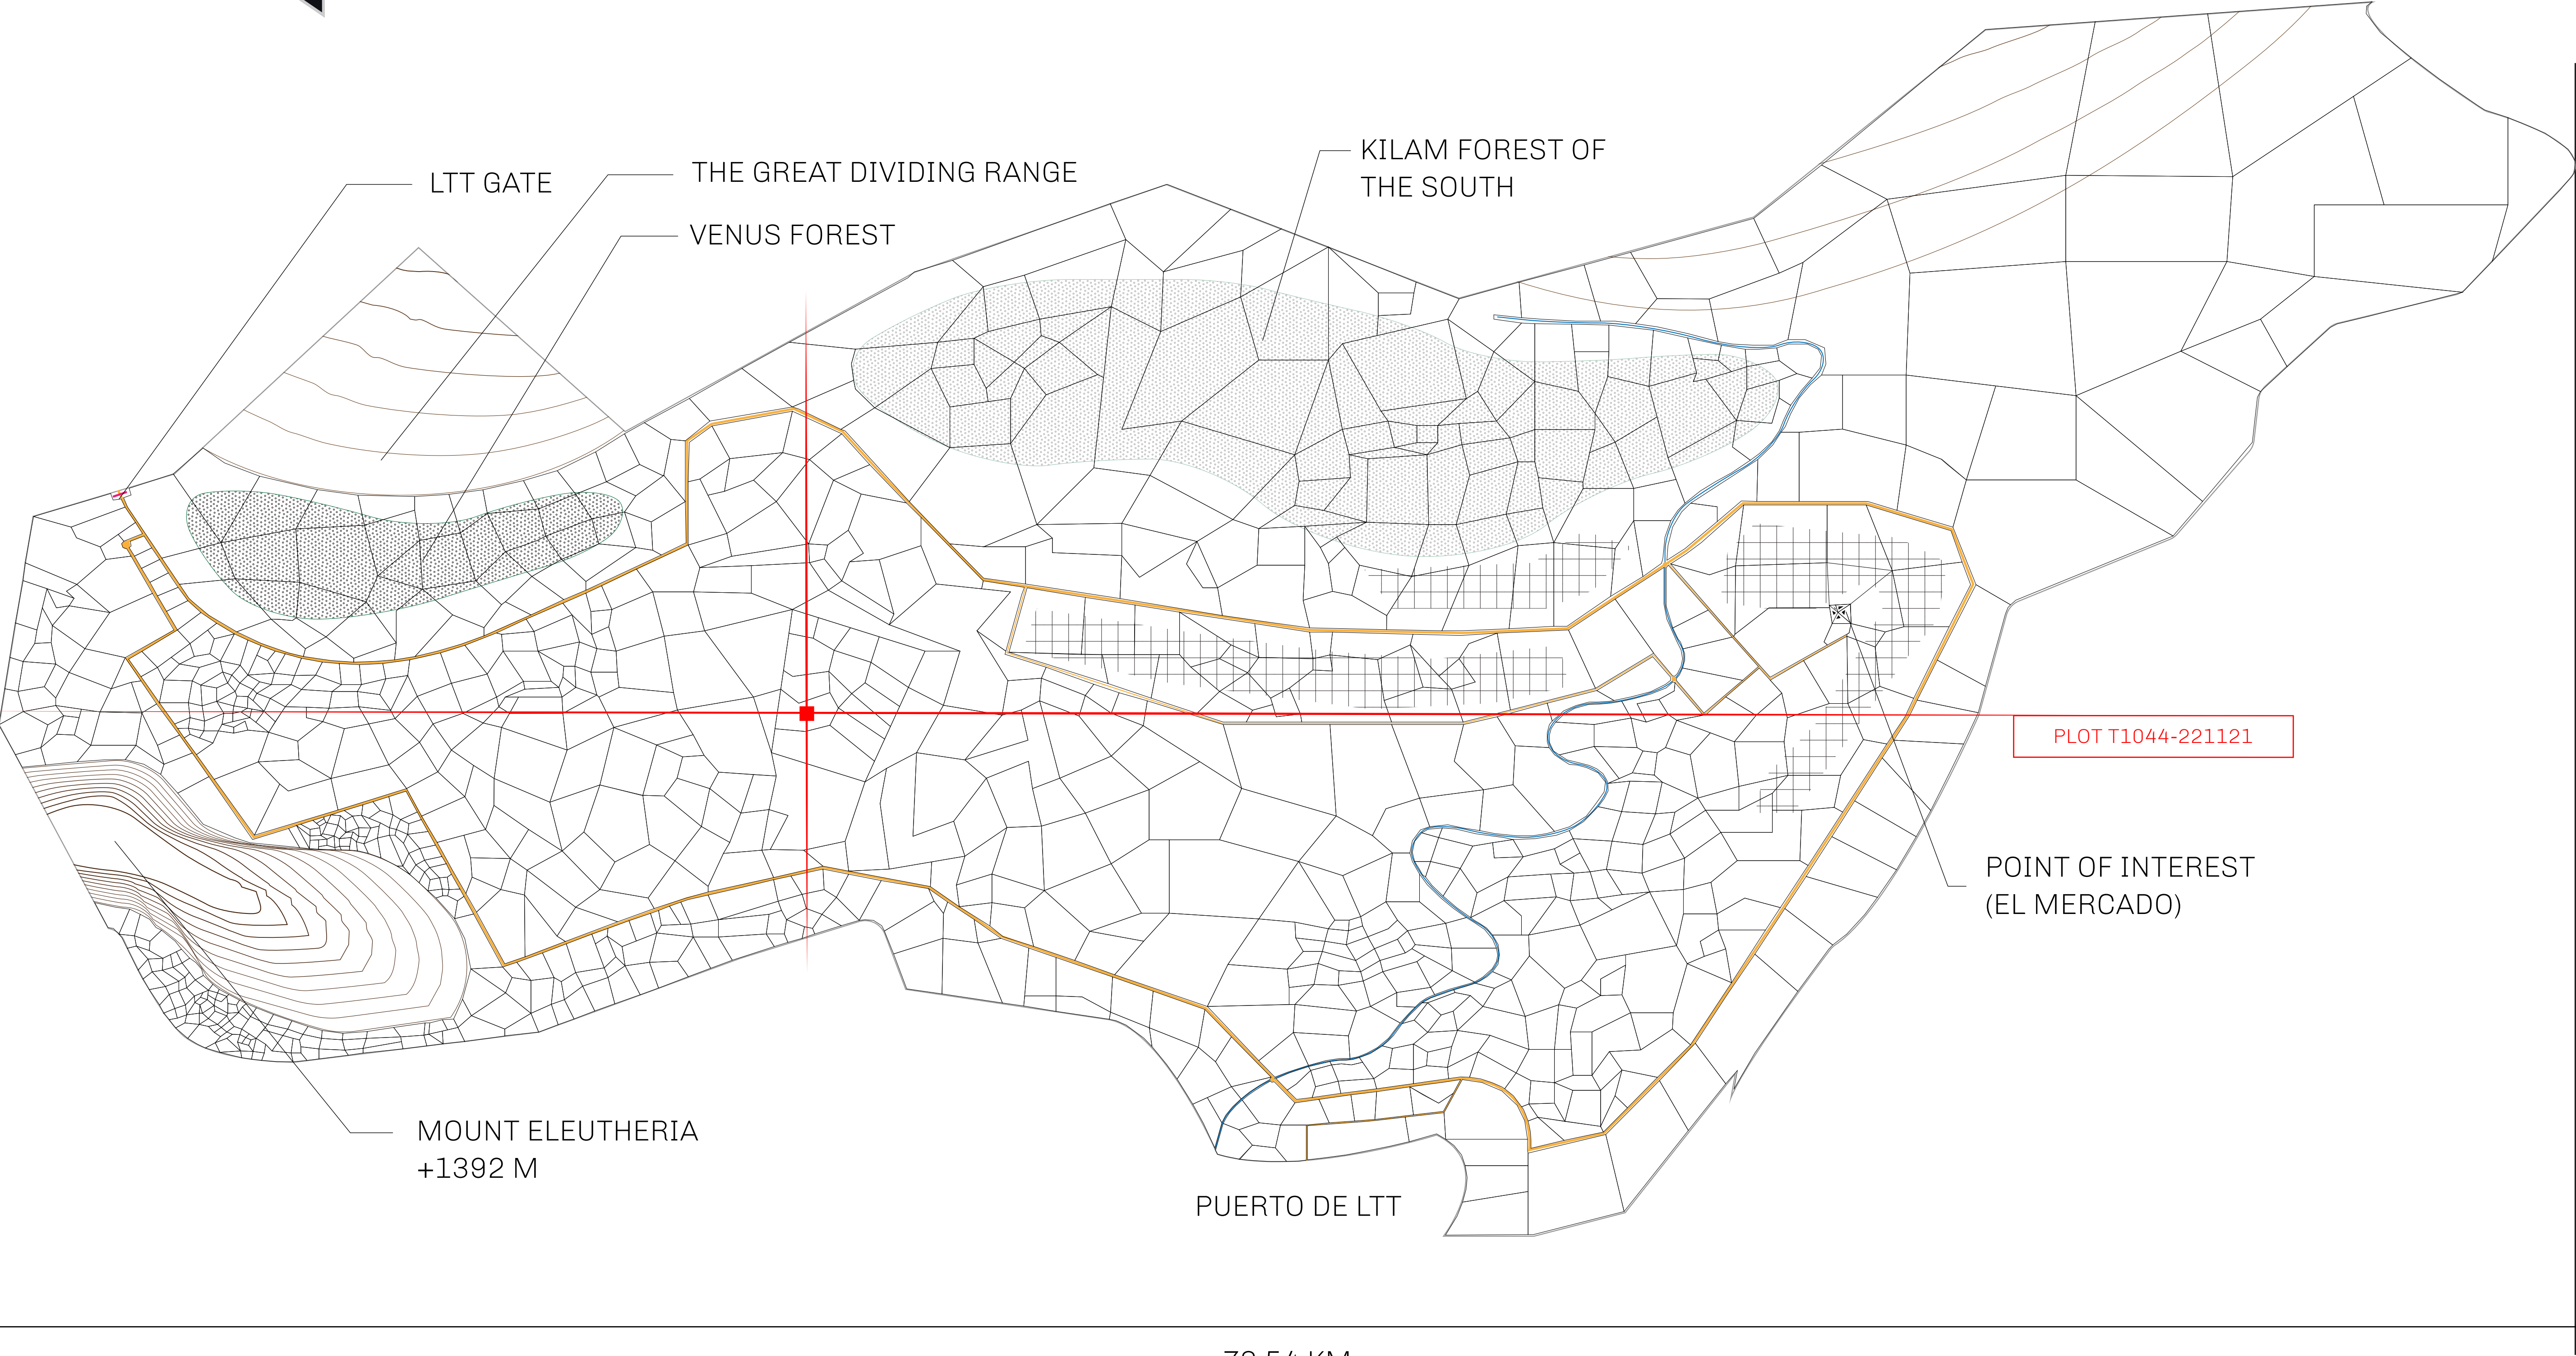 KILAM FOREST OF
THE SOUTH
THE GREAT DIVIDING RANGE
LTT GATE
VENUS FOREST
PLOT T1044-221121
POINT OF INTEREST
(EL MERCADO)
MOUNT ELEUTHERIA
+1392 M
PUERTO DE LTT
KM